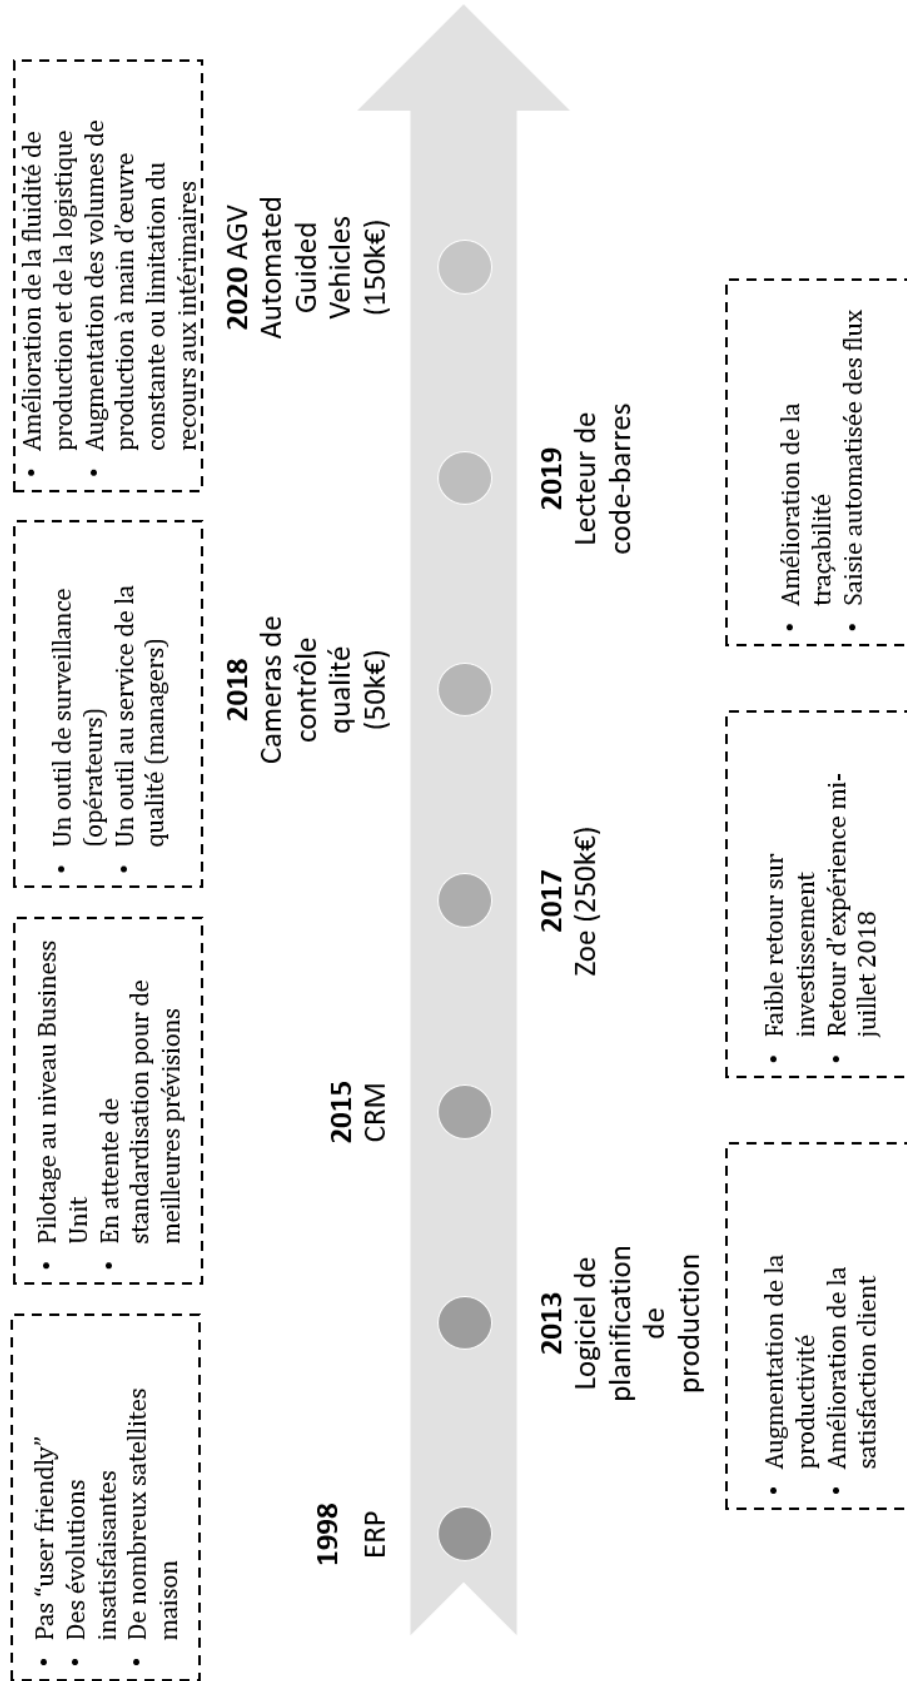 • Pas “user friendly”
• Des évolutions
insatisfaisantes
• De nombreux satellites
maison
1998
ERP
2013
Logiciel de
planification
de
production
• Augmentation de la
productivité
• Amélioration de la
satisfaction client
• Pilotage au niveau Business
Unit
• En attente de
standardisation pour de
meilleures prévisions
2015
CRM
2017
Zoe (250k€)
• Faible retour sur
investissement
• Retour d’expérience mi-
juillet 2018
• Un outil de surveillance
(opérateurs)
• Un outil au service de la
qualité (managers)
2018
Cameras de
contrôle
qualité
(50k€)
2019
Lecteur de
code-barres
• Amélioration de la
traçabilité
• Saisie automatisée des flux
• Amélioration de la fluidité de
production et de la logistique
• Augmentation des volumes de
production à main d’œuvre
constante ou limitation du
recours aux intérimaires
2020 AGV
Automated
Guided
Vehicles
(150k€)